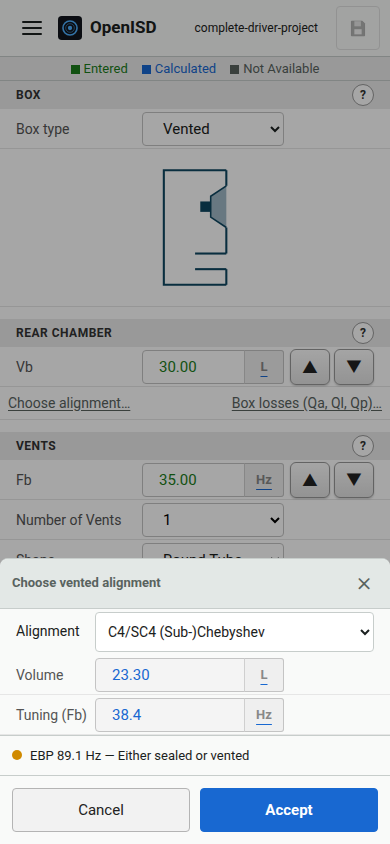 OpenISD
complete-driver-project
Entered Calculated Not Available
BOX ?
Box type Vented
REAR CHAMBER ?
Vb 30.00 L ▲ ▼
Choose alignment... Box losses (Qa, Ql, Qp)...
VENTS ?
Fb 35.00 Hz ▲ ▼
Number of Vents 1
Shape Round Tube
Choose vented alignment ×
Alignment C4/SC4 (Sub-)Chebyshev
Volume 23.30 L
Tuning (Fb) 38.4 Hz
EBP 89.1 Hz — Either sealed or vented
Cancel Accept